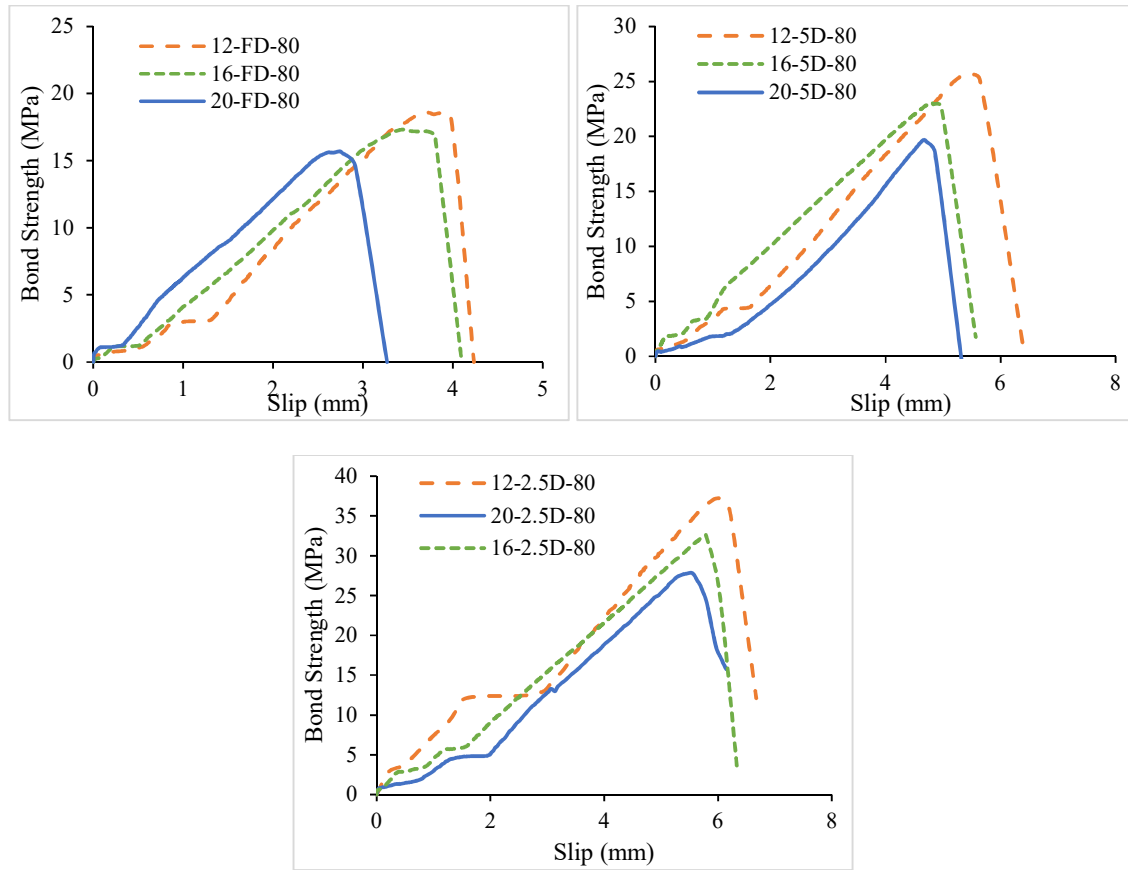 25
20
15
10
5
0
Bond Strength (MPa)
12-FD-80
16-FD-80
20-FD-80
0 1 2 3 4 5
Slip (mm)
30
25
20
15
10
5
0
Bond Strength (MPa)
12-5D-80
16-5D-80
20-5D-80
0 2 4 6 8
Slip (mm)
40
35
30
25
20
15
10
5
0
Bond Strength (MPa)
12-2.5D-80
20-2.5D-80
16-2.5D-80
0 2 4 6 8
Slip (mm)